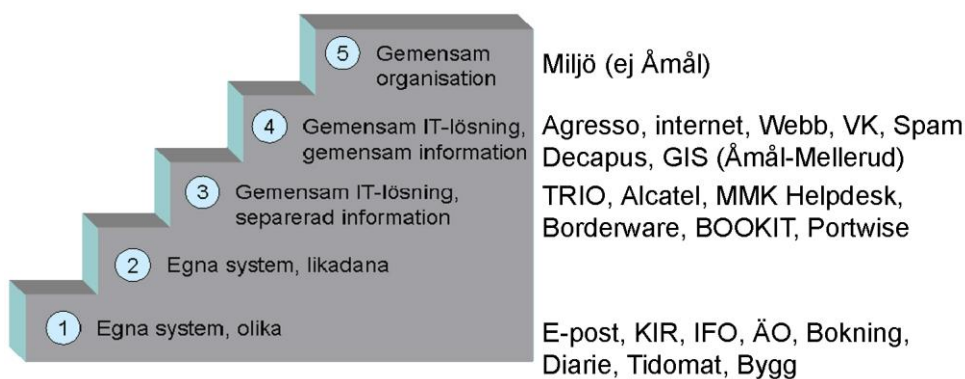 5 Gemensam
organisation
Miljö (ej Åmål)
4 Gemensam IT-lösning,
gemensam information
Agresso, internet, Webb, VK, Spam
Decapus, GIS (Åmål-Mellerud)
3 Gemensam IT-lösning,
separerad information
TRIO, Alcatel, MMK Helpdesk,
Borderware, BOOKIT, Portwise
2 Egna system, likadana
1 Egna system, olika
E-post, KIR, IFO, ÄO, Bokning,
Diarie, Tidomat, Bygg